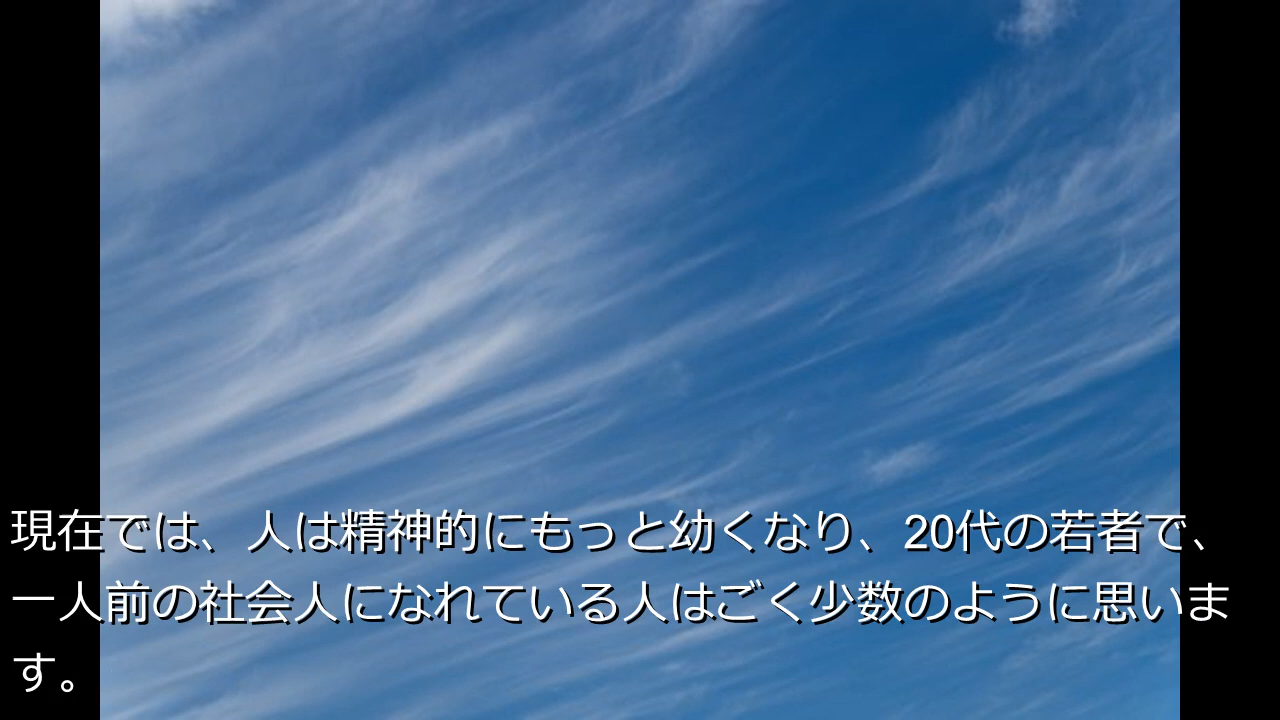 現在では、人は精神的にもっと幼くなり、20代の若者で、
一人前の社会人になれている人はごく少数のように思いま
す。